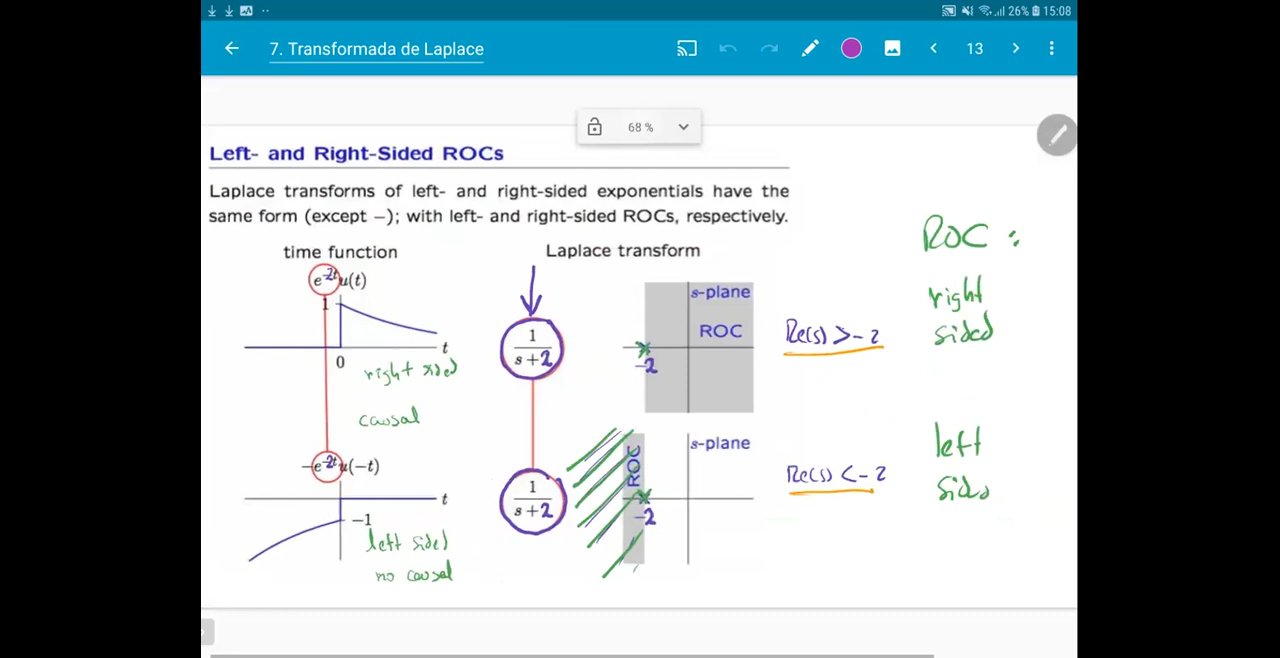 26% 15:08
7. Transformada de Laplace
13
68 %
Left- and Right-Sided ROCs
Laplace transforms of left- and right-sided exponentials have the
same form (except −); with left- and right-sided ROCs, respectively.
time function
Laplace transform
e^-2t u(t)
1
0
t
right sided
causal
1
s+2
s-plane
ROC
-2
Re(s) > -2
ROC :
right
sided
-e^-2t u(-t)
t
-1
left sided
no causal
1
s+2
ROC
s-plane
-2
Re(s) < -2
left
sided